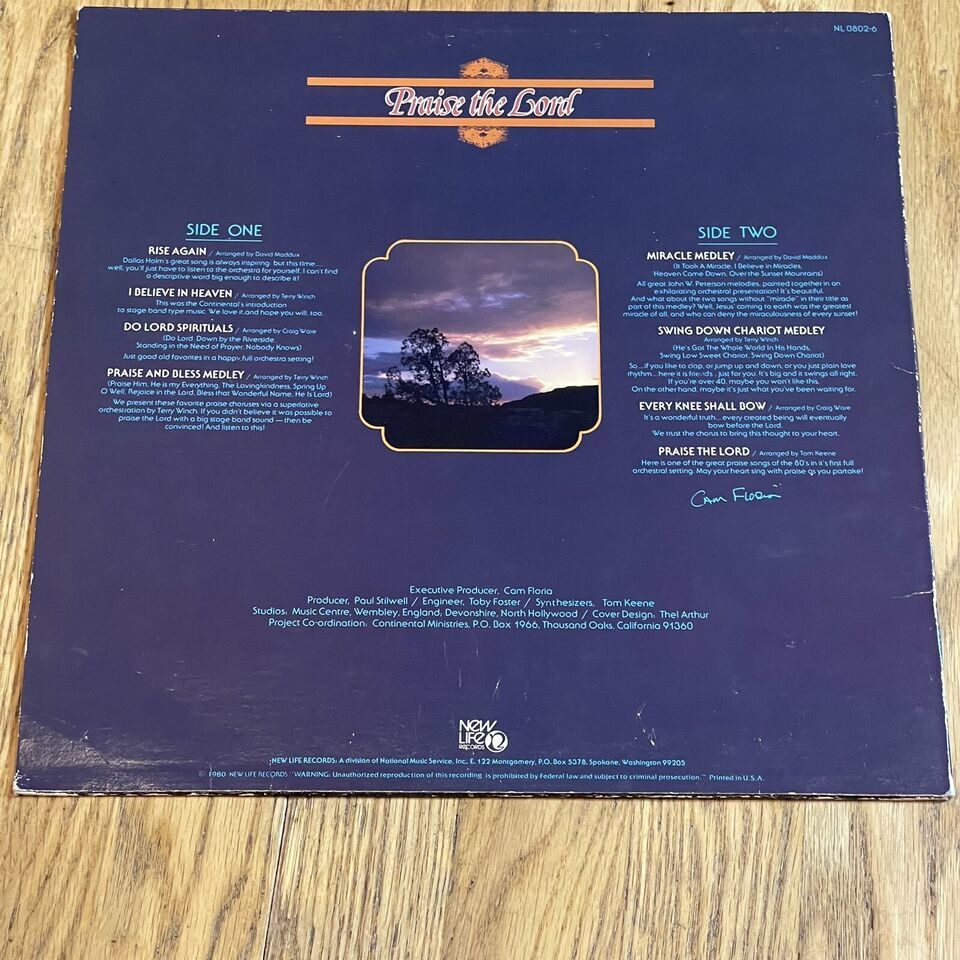 NL 0802-6
Praise the Lord
SIDE ONE
RISE AGAIN / Arranged by David Maddux
Dallas Holm's great song is always inspiring, but this time....
well, you'll just have to listen to the orchestra for yourself. I can't find
a descriptive word big enough to describe it!
I BELIEVE IN HEAVEN / Arranged by Terry Winch
This was the Continental's introduction
to stage band type music. We love it and hope you will, too.
DO LORD SPIRITUALS / Arranged by Craig Ware
(Do Lord, Down by the Riverside,
Standing in the Need of Prayer, Nobody Knows)
Just good old favorites in a happy, full orchestra setting!
PRAISE AND BLESS MEDLEY / Arranged by Terry Winch
(Praise Him, He is my Everything, The Lovingkindness, Spring Up
O Well, Rejoice in the Lord, Bless that Wonderful Name, He Is Lord)
We present these favorite praise choruses via a superlative
orchestration by Terry Winch. If you didn't believe it was possible to
praise the Lord with a big stage band sound — then be
convinced! And listen to this!
SIDE TWO
MIRACLE MEDLEY / Arranged by David Maddux
(It Took A Miracle, I Believe in Miracles,
Heaven Came Down, Over the Sunset Mountains)
All great John W. Peterson melodies, painted together in an
exhilarating orchestral presentation! It's beautiful.
And what about the two songs without "miracle" in their title as
part of this medley? Well, Jesus' coming to earth was the greatest
miracle of all, and who can deny the miraculousness of every sunset!
SWING DOWN CHARIOT MEDLEY
Arranged by Terry Winch
(He's Got The Whole World In His Hands,
Swing Low Sweet Chariot, Swing Down Chariot)
So....if you like to clap, or jump up and down, or you just plain love
rhythm....here it is friends . just for you. It's big and it swings all right.
If you're over 40, maybe you won't like this.
On the other hand, maybe it's just what you've been waiting for.
EVERY KNEE SHALL BOW / Arranged by Craig Ware
It's a wonderful truth....every created being will eventually
bow before the Lord.
We trust the chorus to bring this thought to your heart.
PRAISE THE LORD / Arranged by Tom Keene
Here is one of the great praise songs of the 80's in it's first full
orchestral setting. May your heart sing with praise as you partake!
Cam Floria
Executive Producer, Cam Floria
Producer, Paul Stilwell / Engineer, Toby Foster / Synthesizers, Tom Keene
Studios: Music Centre, Wembley, England; Devonshire, North Hollywood / Cover Design: Thel Arthur
Project Co-ordination: Continental Ministries, P.O. Box 1966, Thousand Oaks, California 91360
NEW LIFE RECORDS
NEW LIFE RECORDS: A division of National Music Service, Inc., E. 122 Montgomery, P.O. Box 5378, Spokane, Washington 99205
© 1980 NEW LIFE RECORDS "WARNING: Unauthorized reproduction of this recording is prohibited by Federal law and subject to criminal prosecution." Printed in U.S.A.